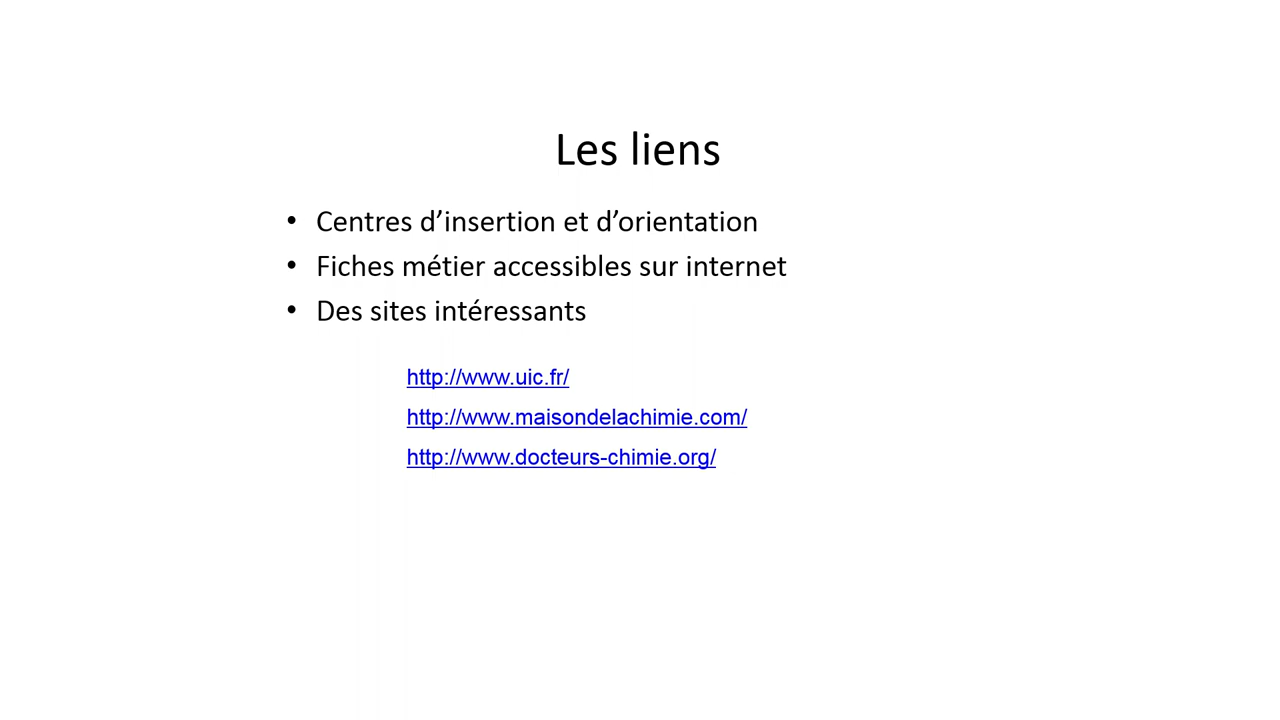 Les liens
• Centres d’insertion et d’orientation
• Fiches métier accessibles sur internet
• Des sites intéressants
http://www.uic.fr/
http://www.maisondelachimie.com/
http://www.docteurs-chimie.org/